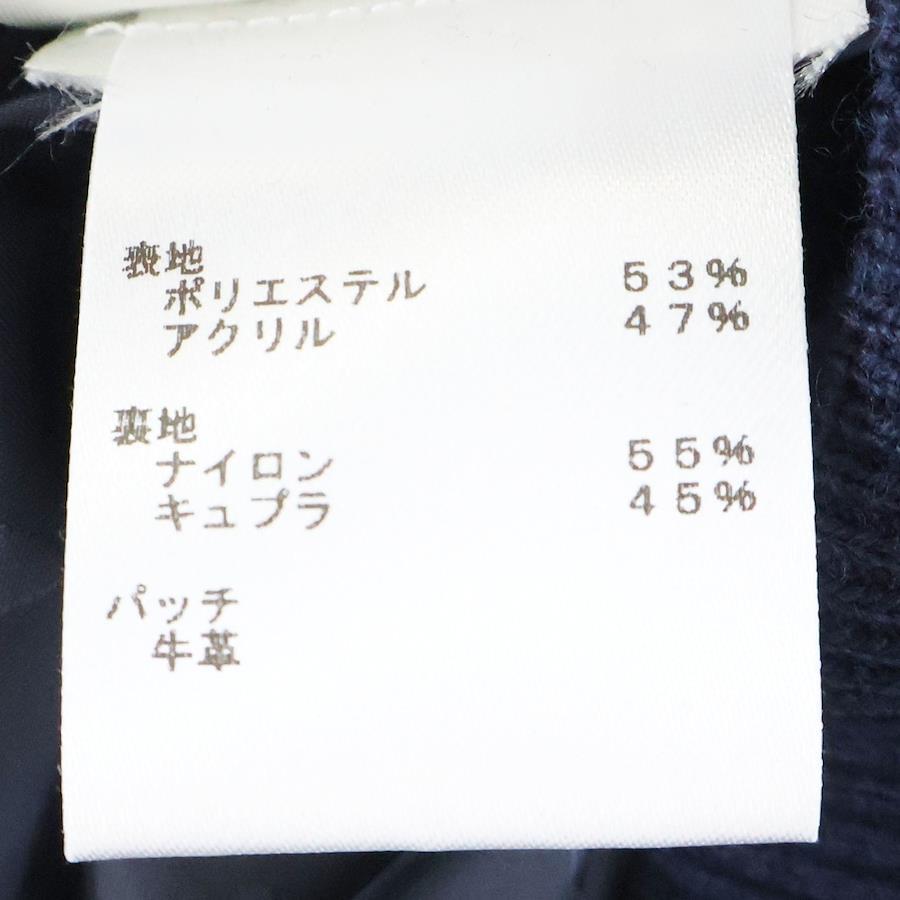 表地
ポリエステル 53%
アクリル 47%
裏地
ナイロン 55%
キュプラ 45%
パッチ
牛革